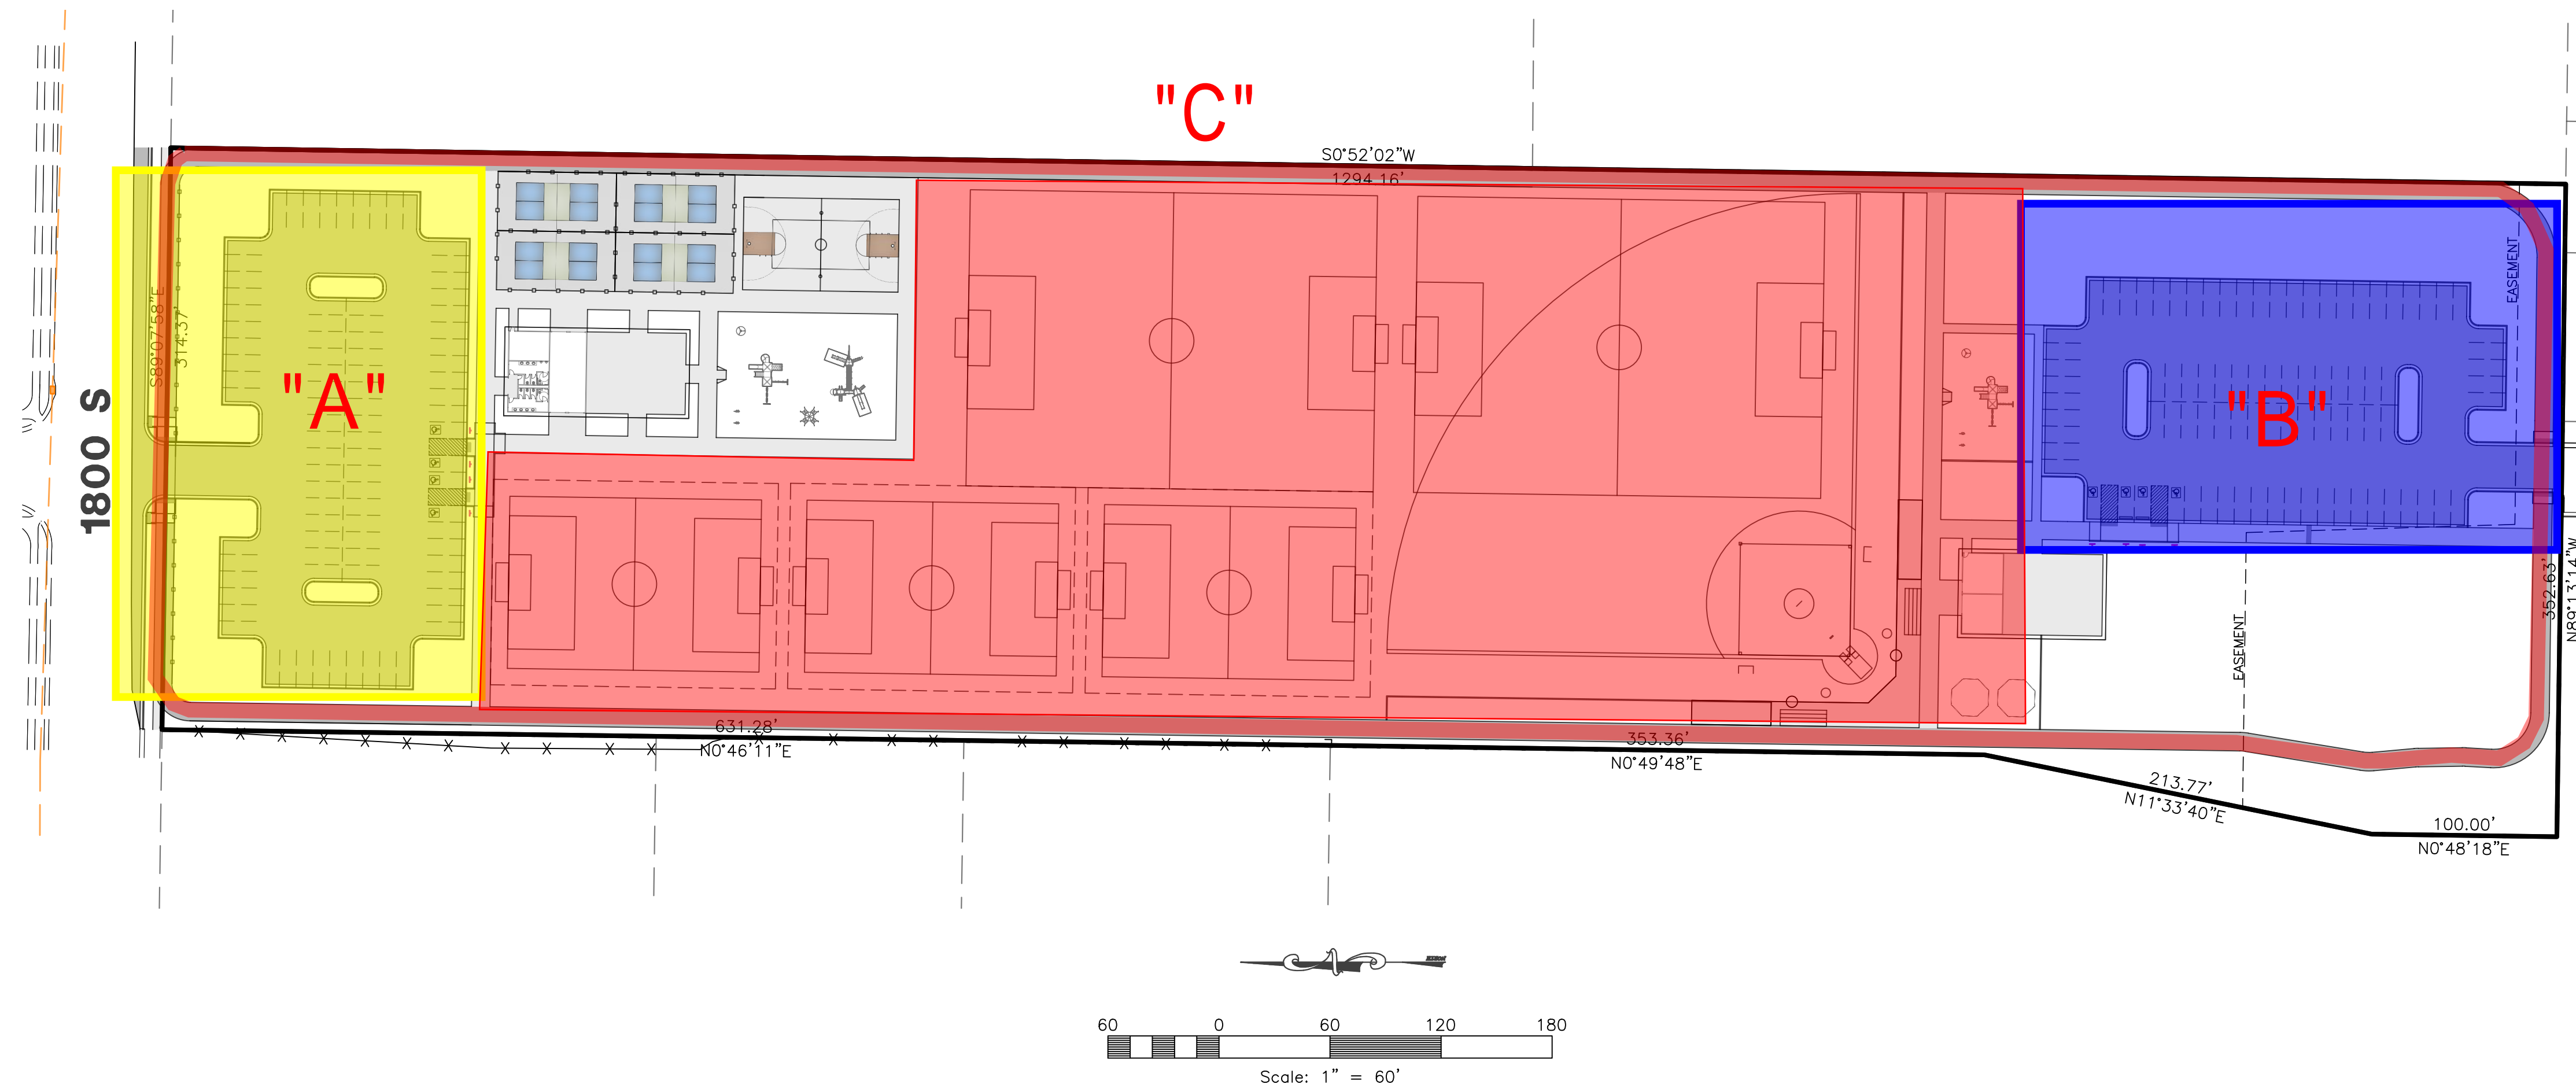 "C"
S0°52'02"W
1294.16'
EASEMENT
S89°07'58"E
314.37'
"A"
"B"
1800 S
352.63'
N89°13'14"W
EASEMENT
631.28'
N0°46'11"E
353.36'
N0°49'48"E
213.77'
N11°33'40"E
100.00'
N0°48'18"E
60 0 60 120 180
Scale: 1" = 60'